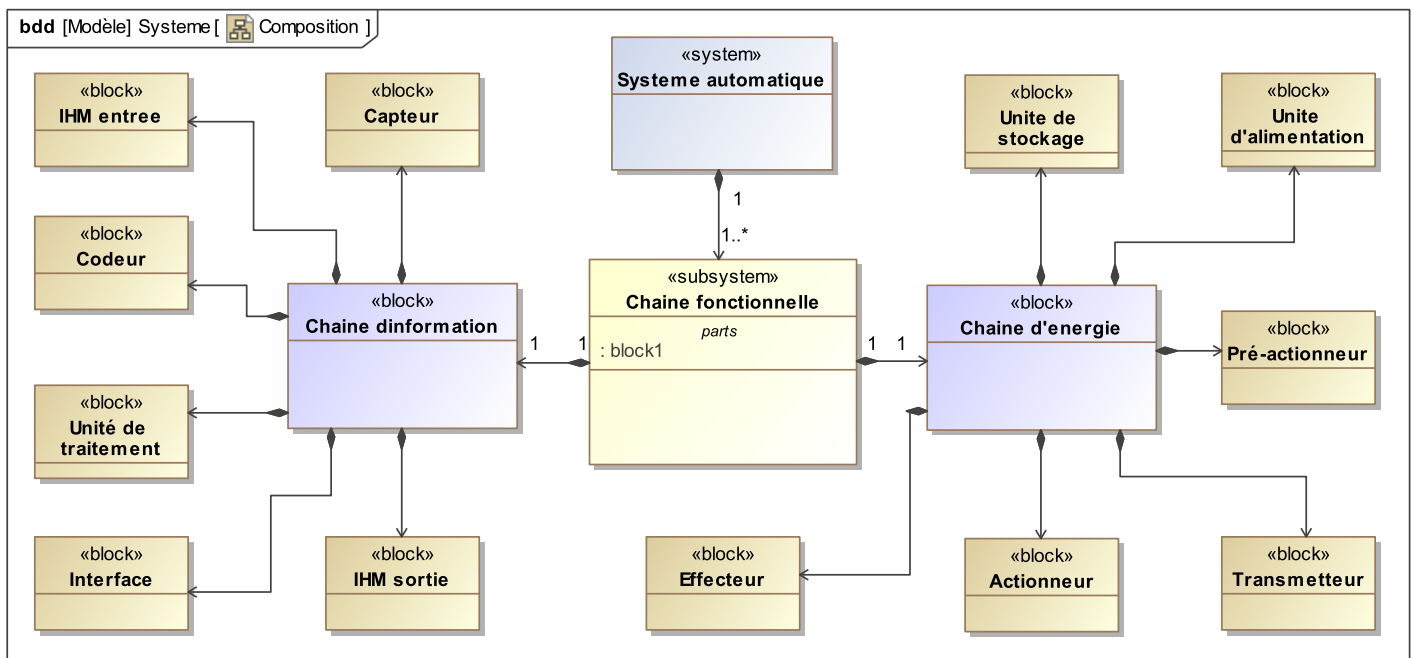 bdd [Modèle] Systeme [ Composition ]
«block»
IHM entree
«block»
Capteur
«system»
Systeme automatique
«block»
Unite de
stockage
«block»
Unite
d'alimentation
1
1..*
«block»
Codeur
«block»
Chaine dinformation
1
1
«subsystem»
Chaine fonctionnelle
parts
: block1
1
1
«block»
Chaine d'energie
«block»
Pré-actionneur
«block»
Unité de
traitement
«block»
Interface
«block»
IHM sortie
«block»
Effecteur
«block»
Actionneur
«block»
Transmetteur